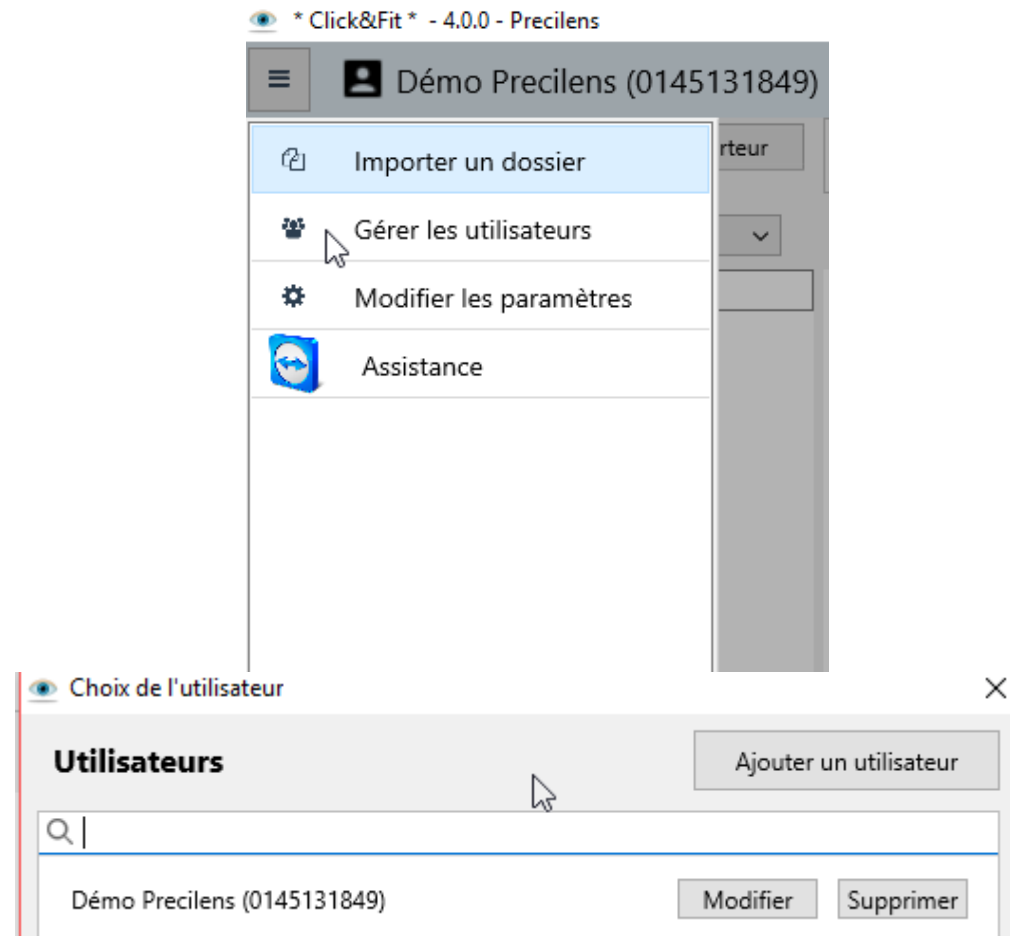 * Click&Fit * - 4.0.0 - Precilens
Démo Precilens (0145131849)
Importer un dossier
rteur
Gérer les utilisateurs
Modifier les paramètres
Assistance
Choix de l'utilisateur
Utilisateurs
Ajouter un utilisateur
Démo Precilens (0145131849)
Modifier
Supprimer